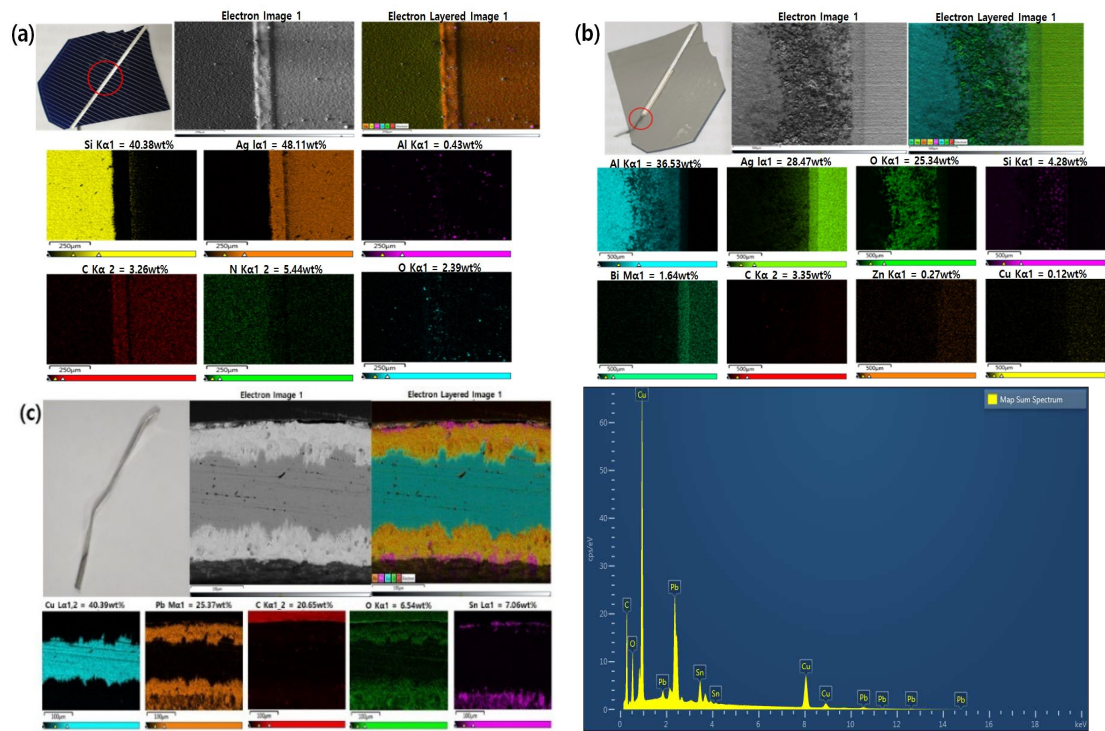 (a)
Electron Image 1
Electron Layered Image 1
Si Kα1 = 40.38wt%
Ag lα1 = 48.11wt%
Al Kα1 = 0.43wt%
250μm
250μm
250μm
C Kα 2 = 3.26wt%
N Kα1 2 = 5.44wt%
O Kα1 = 2.39wt%
250μm
250μm
250μm
(b)
Electron Image 1
Electron Layered Image 1
Al Kα1 = 36.53wt%
Ag lα1 = 28.47wt%
O Kα1 = 25.34wt%
Si Kα1 = 4.28wt%
500μm
500μm
500μm
500μm
Bi Mα1 = 1.64wt%
C Kα 2 = 3.35wt%
Zn Kα1 = 0.27wt%
Cu Kα1 = 0.12wt%
500μm
500μm
500μm
500μm
(c)
Electron Image 1
Electron Layered Image 1
Cu Lα1,2 = 40.39wt%
Pb Mα1 = 25.37wt%
C Kα1_2 = 20.65wt%
O Kα1 = 6.54wt%
Sn Lα1 = 7.06wt%
100μm
100μm
100μm
100μm
100μm
Map Sum Spectrum
cps/eV
60
50
40
30
20
10
0
Cu
C
O
Pb
Pb
Sn
Sn
Cu
Cu
Pb
Pb
Pb
Pb
0 2 4 6 8 10 12 14 16 18 keV